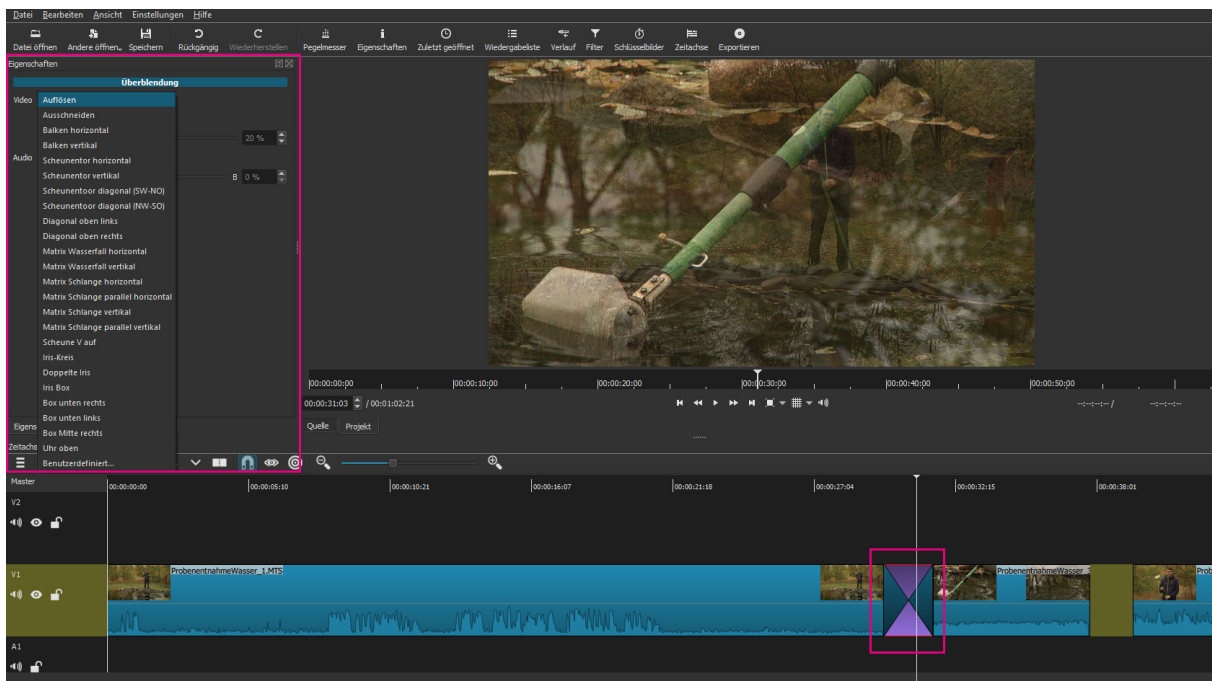 Datei Bearbeiten Ansicht Einstellungen Hilfe
Datei öffnen Andere öffnen... Speichern Rückgängig Wiederherstellen Pegelmesser Eigenschaften Zuletzt geöffnet Wiedergabeliste Verlauf Filter Schlüsselbilder Zeitachse Exportieren
Eigenschaften
Überblendung
Video Auflösen
Ausschneiden
Balken horizontal
Balken vertikal
20 %
Audio
Scheunentor horizontal
Scheunentor vertikal
B 0 %
Scheunentoor diagonal (SW-NO)
Scheunentoor diagonal (NW-SO)
Diagonal oben links
Diagonal oben rechts
Matrix Wasserfall horizontal
Matrix Wasserfall vertikal
Matrix Schlange horizontal
Matrix Schlange parallel horizontal
Matrix Schlange vertikal
Matrix Schlange parallel vertikal
Scheune V auf
Iris-Kreis
Doppelte Iris
Iris Box
Box unten rechts
Box unten links
Box Mitte rechts
Uhr oben
Benutzerdefiniert...
00:00:00;00 00:00:10;00 00:00:20;00 00:00:30;00 00:00:40;00 00:00:50;00
00:00:31:03 / 00:01:02:21
--:--:--:-- /
--:--:--:--
Eigens
Quelle Projekt
Zeitachs
Master
00:00:00:00 00:00:05:10 00:00:10:21 00:00:16:07 00:00:21:18 00:00:27:04 00:00:32:15 00:00:38:01
V2
V1
ProbenentnahmeWasser_1.MTS
ProbenentnahmeWasser_3
Prob
A1